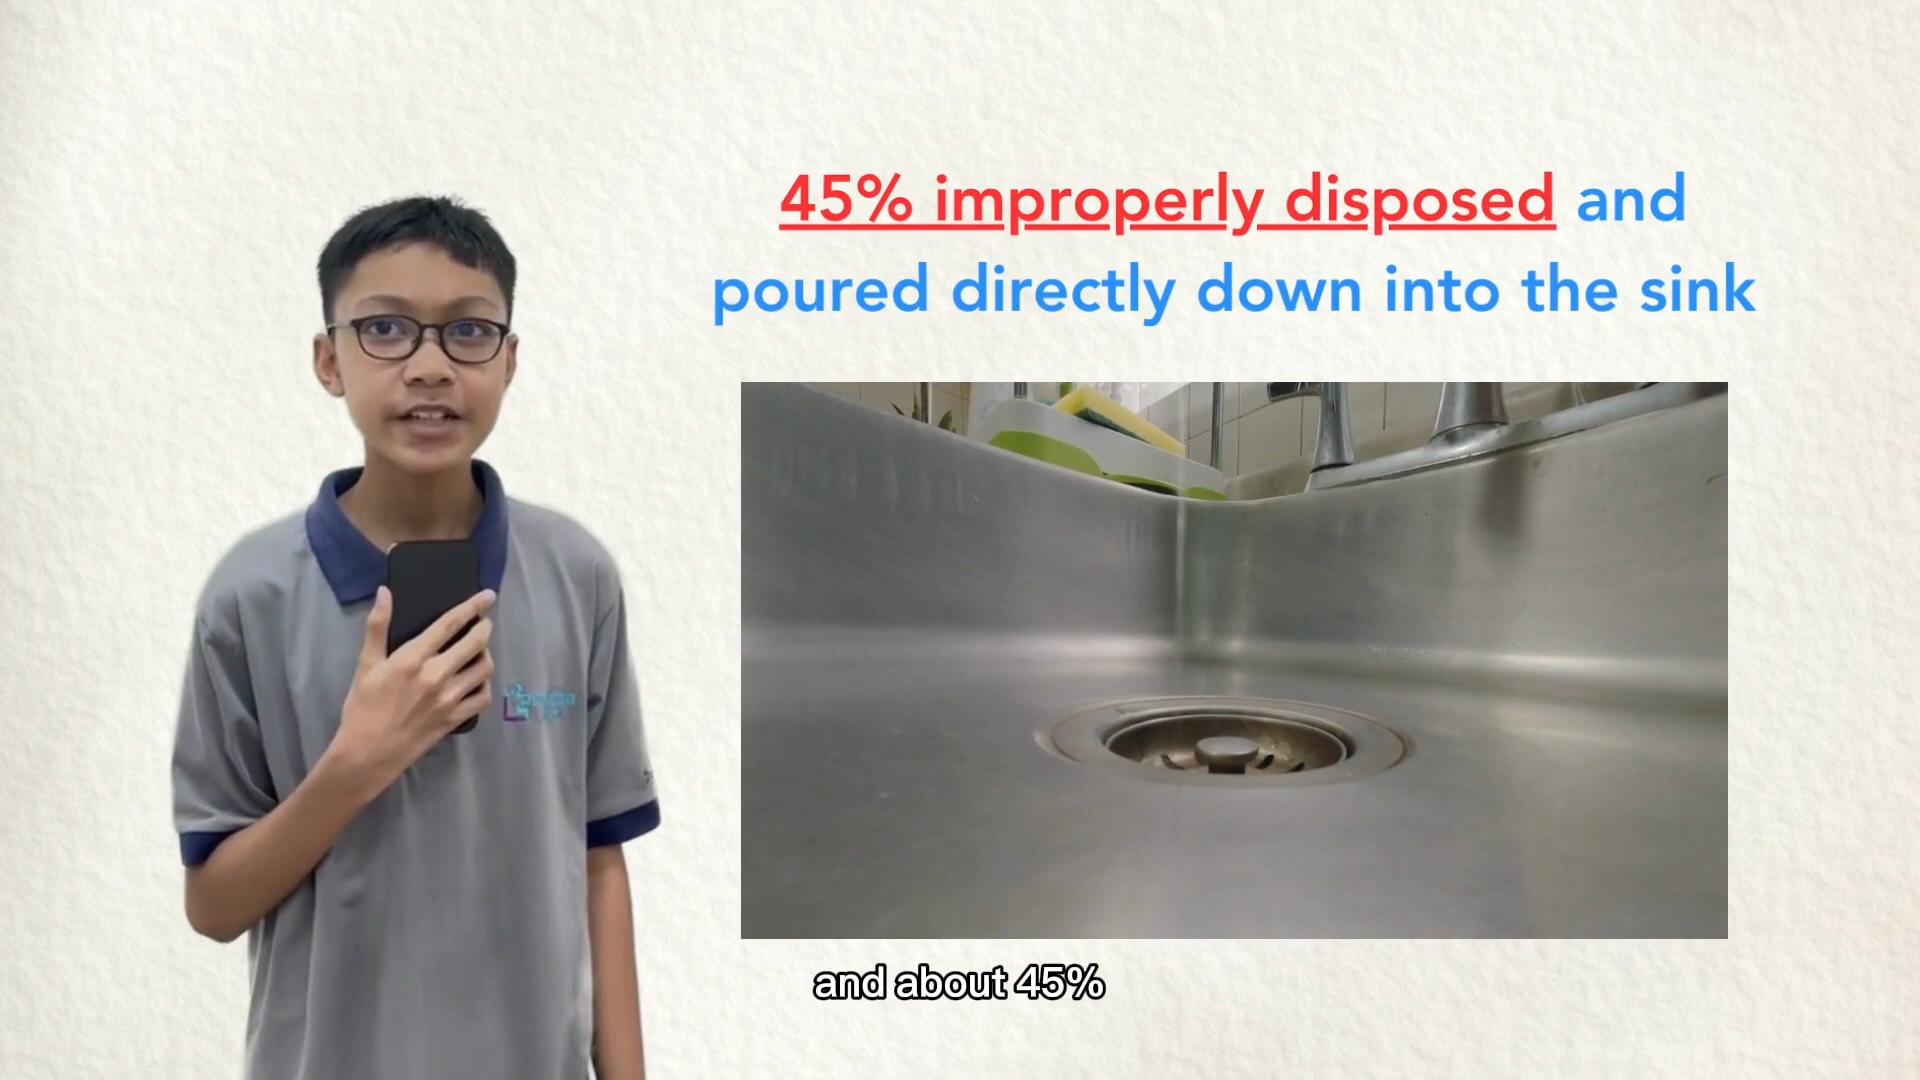 45% improperly disposed and
poured directly down into the sink
and about 45%